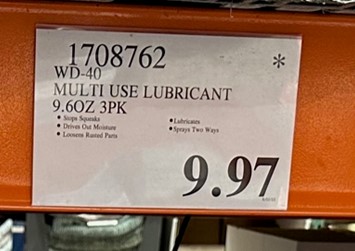 1708762 *
WD-40
MULTI USE LUBRICANT
9.6OZ 3PK
• Stops Squeaks
• Drives Out Moisture
• Loosens Rusted Parts
• Lubricates
• Sprays Two Ways
9.97